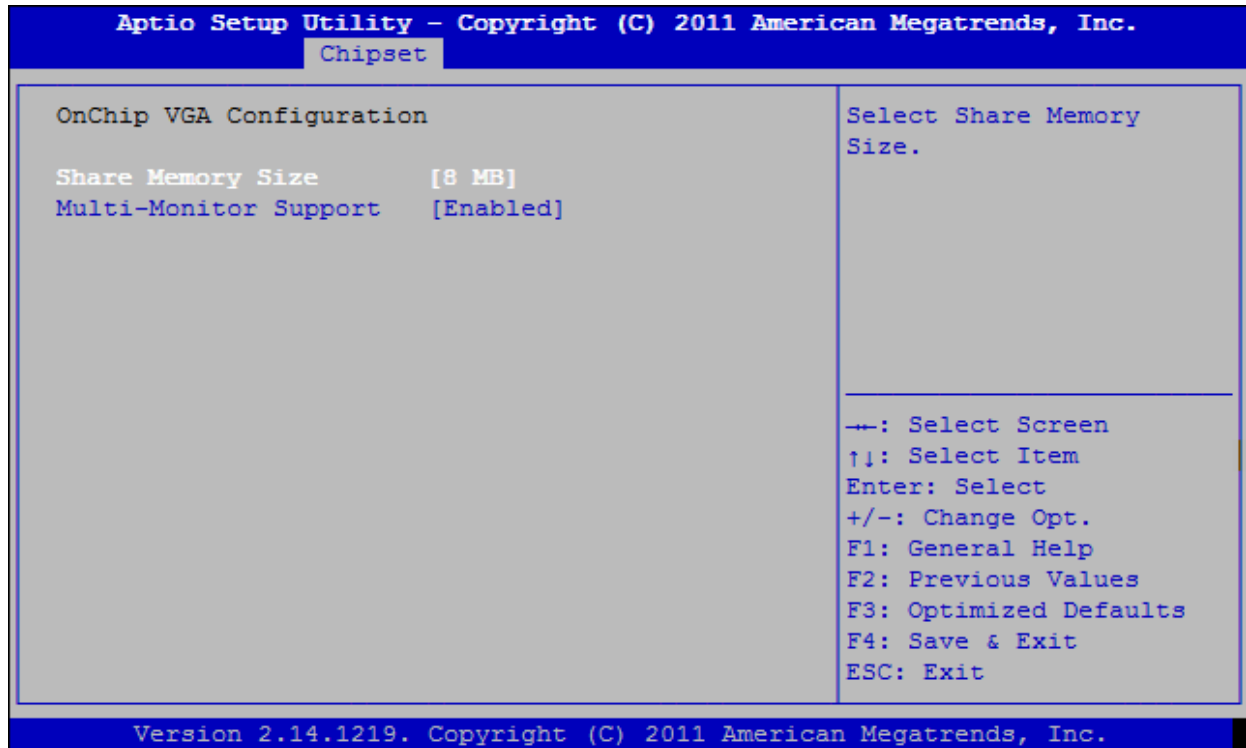 Aptio Setup Utility – Copyright (C) 2011 American Megatrends, Inc.
Chipset
OnChip VGA Configuration
Share Memory Size [8 MB]
Multi-Monitor Support [Enabled]
Select Share Memory
Size.
→←: Select Screen
↑↓: Select Item
Enter: Select
+/-: Change Opt.
F1: General Help
F2: Previous Values
F3: Optimized Defaults
F4: Save & Exit
ESC: Exit
Version 2.14.1219. Copyright (C) 2011 American Megatrends, Inc.